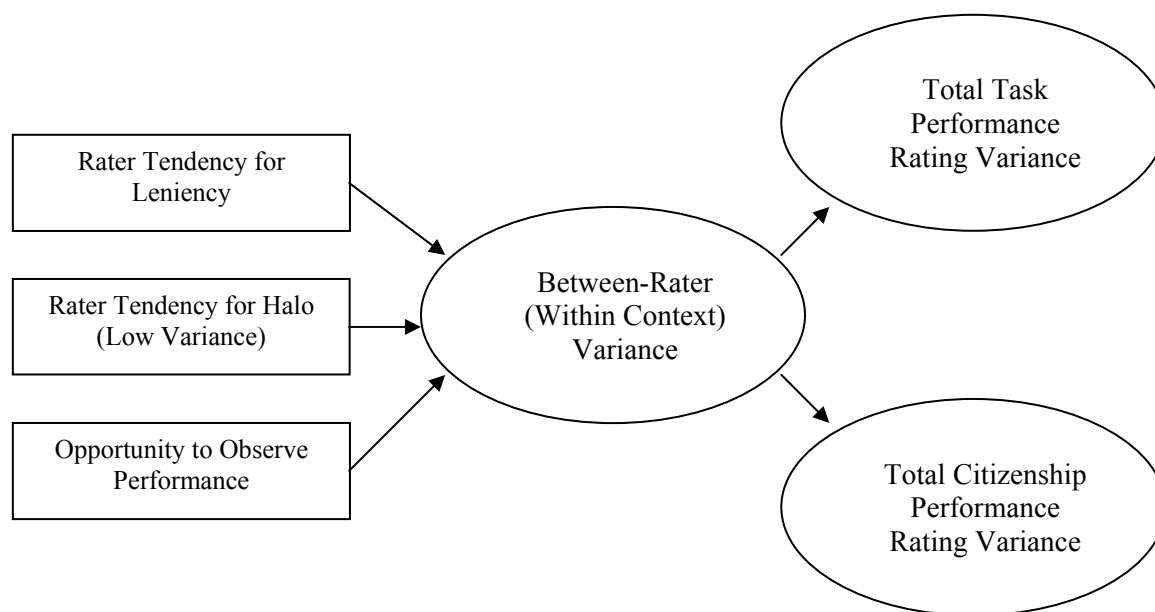 Rater Tendency for
Leniency
Rater Tendency for Halo
(Low Variance)
Opportunity to Observe
Performance
Between-Rater
(Within Context)
Variance
Total Task
Performance
Rating Variance
Total Citizenship
Performance
Rating Variance